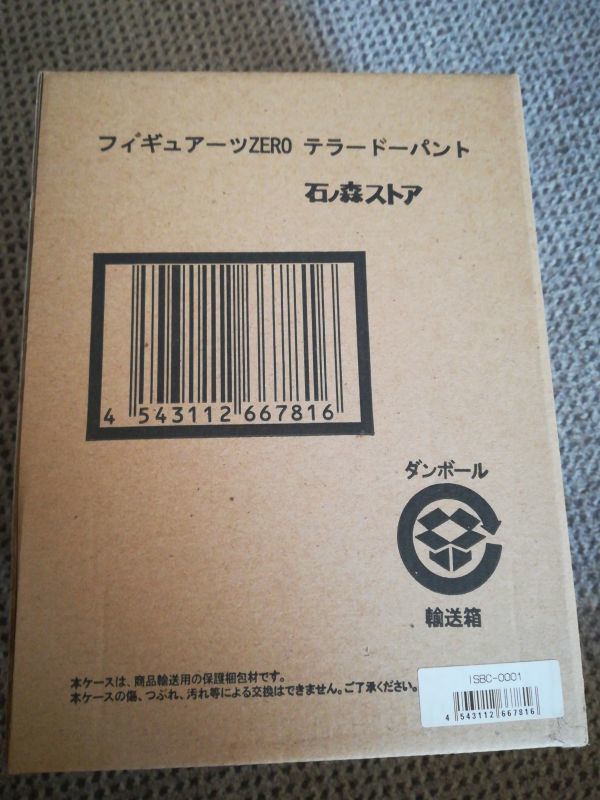 フィギュアーツZERO テラードーパント
石ノ森ストア
4 543112 667816
ダンボール
輸送箱
本ケースは、商品輸送用の保護梱包材です。
本ケースの傷、つぶれ、汚れ等による交換はできません。ご了承ください。
ISBC-0001
4 543112 667816